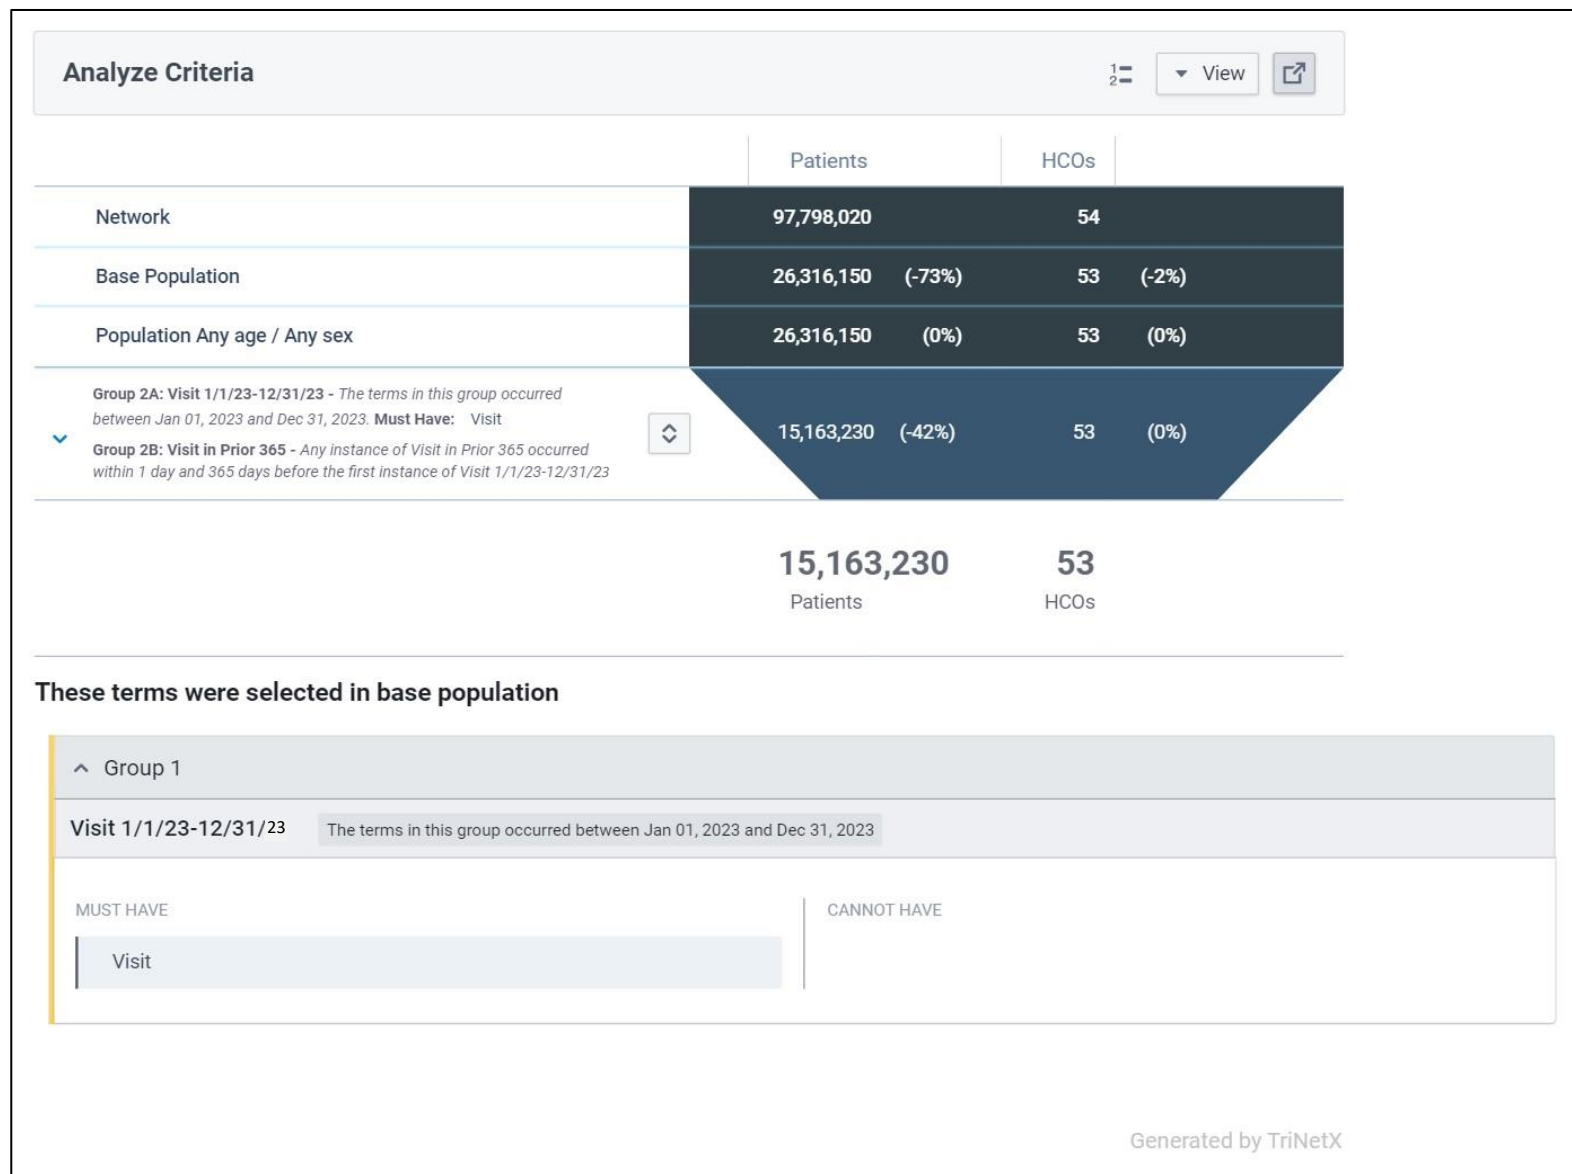 Analyze Criteria
1 2
View
Patients HCOs
Network 97,798,020 54
Base Population 26,316,150 (-73%) 53 (-2%)
Population Any age / Any sex 26,316,150 (0%) 53 (0%)
Group 2A: Visit 1/1/23-12/31/23 - The terms in this group occurred
between Jan 01, 2023 and Dec 31, 2023. Must Have: Visit
15,163,230 (-42%) 53 (0%)
Group 2B: Visit in Prior 365 - Any instance of Visit in Prior 365 occurred
within 1 day and 365 days before the first instance of Visit 1/1/23-12/31/23
15,163,230 53
Patients HCOs
These terms were selected in base population
Group 1
Visit 1/1/23-12/31/23 The terms in this group occurred between Jan 01, 2023 and Dec 31, 2023
MUST HAVE CANNOT HAVE
Visit
Generated by TriNetX